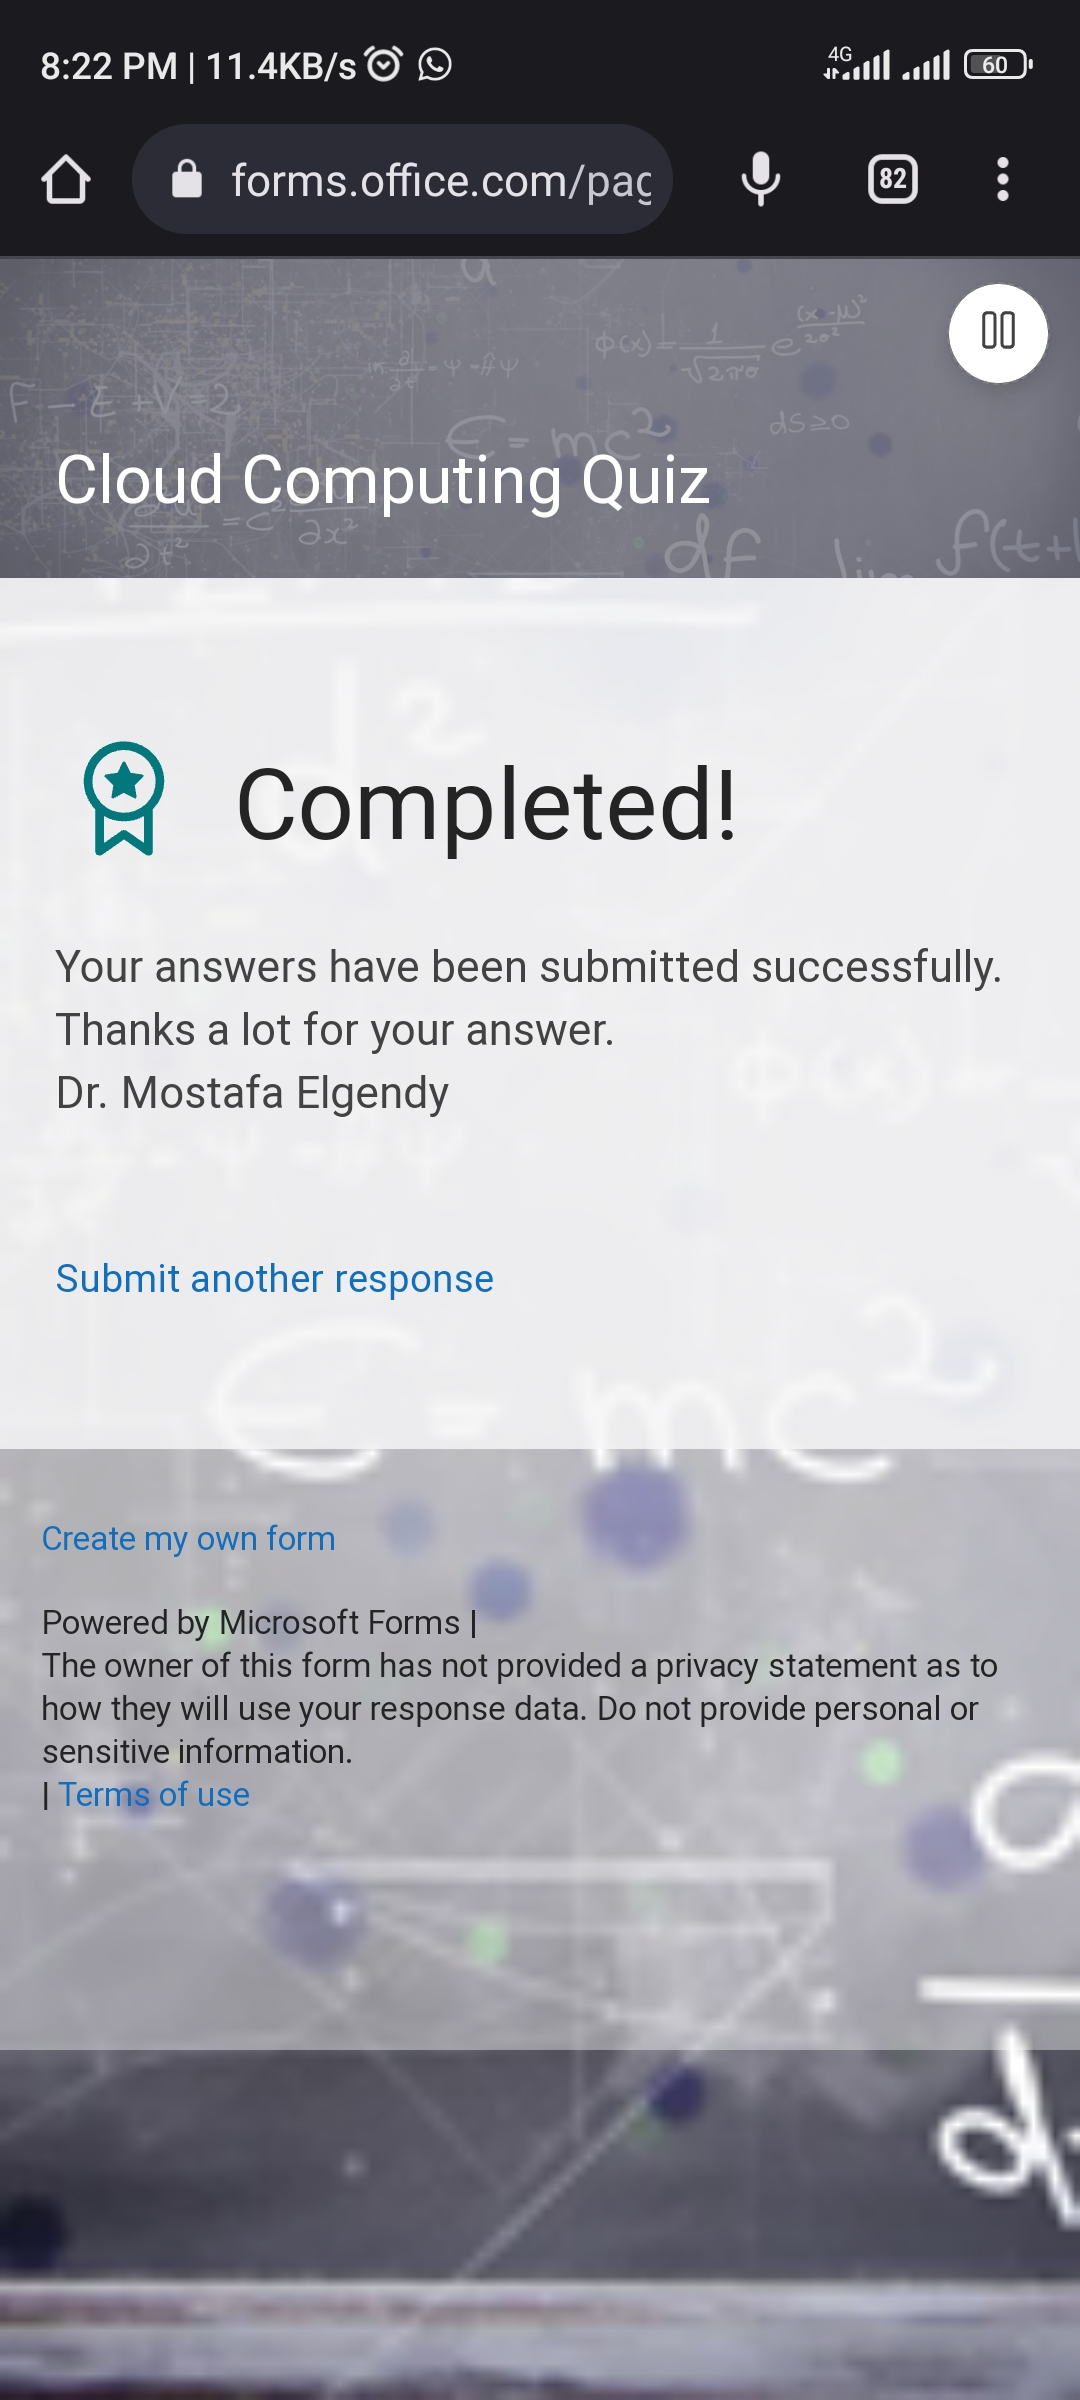 8:22 PM | 11.4KB/s 4G 60
forms.office.com/pag 82
Cloud Computing Quiz
Completed!
Your answers have been submitted successfully.
Thanks a lot for your answer.
Dr. Mostafa Elgendy
Submit another response
E = mc²
Create my own form
Powered by Microsoft Forms |
The owner of this form has not provided a privacy statement as to
how they will use your response data. Do not provide personal or
sensitive information.
| Terms of use